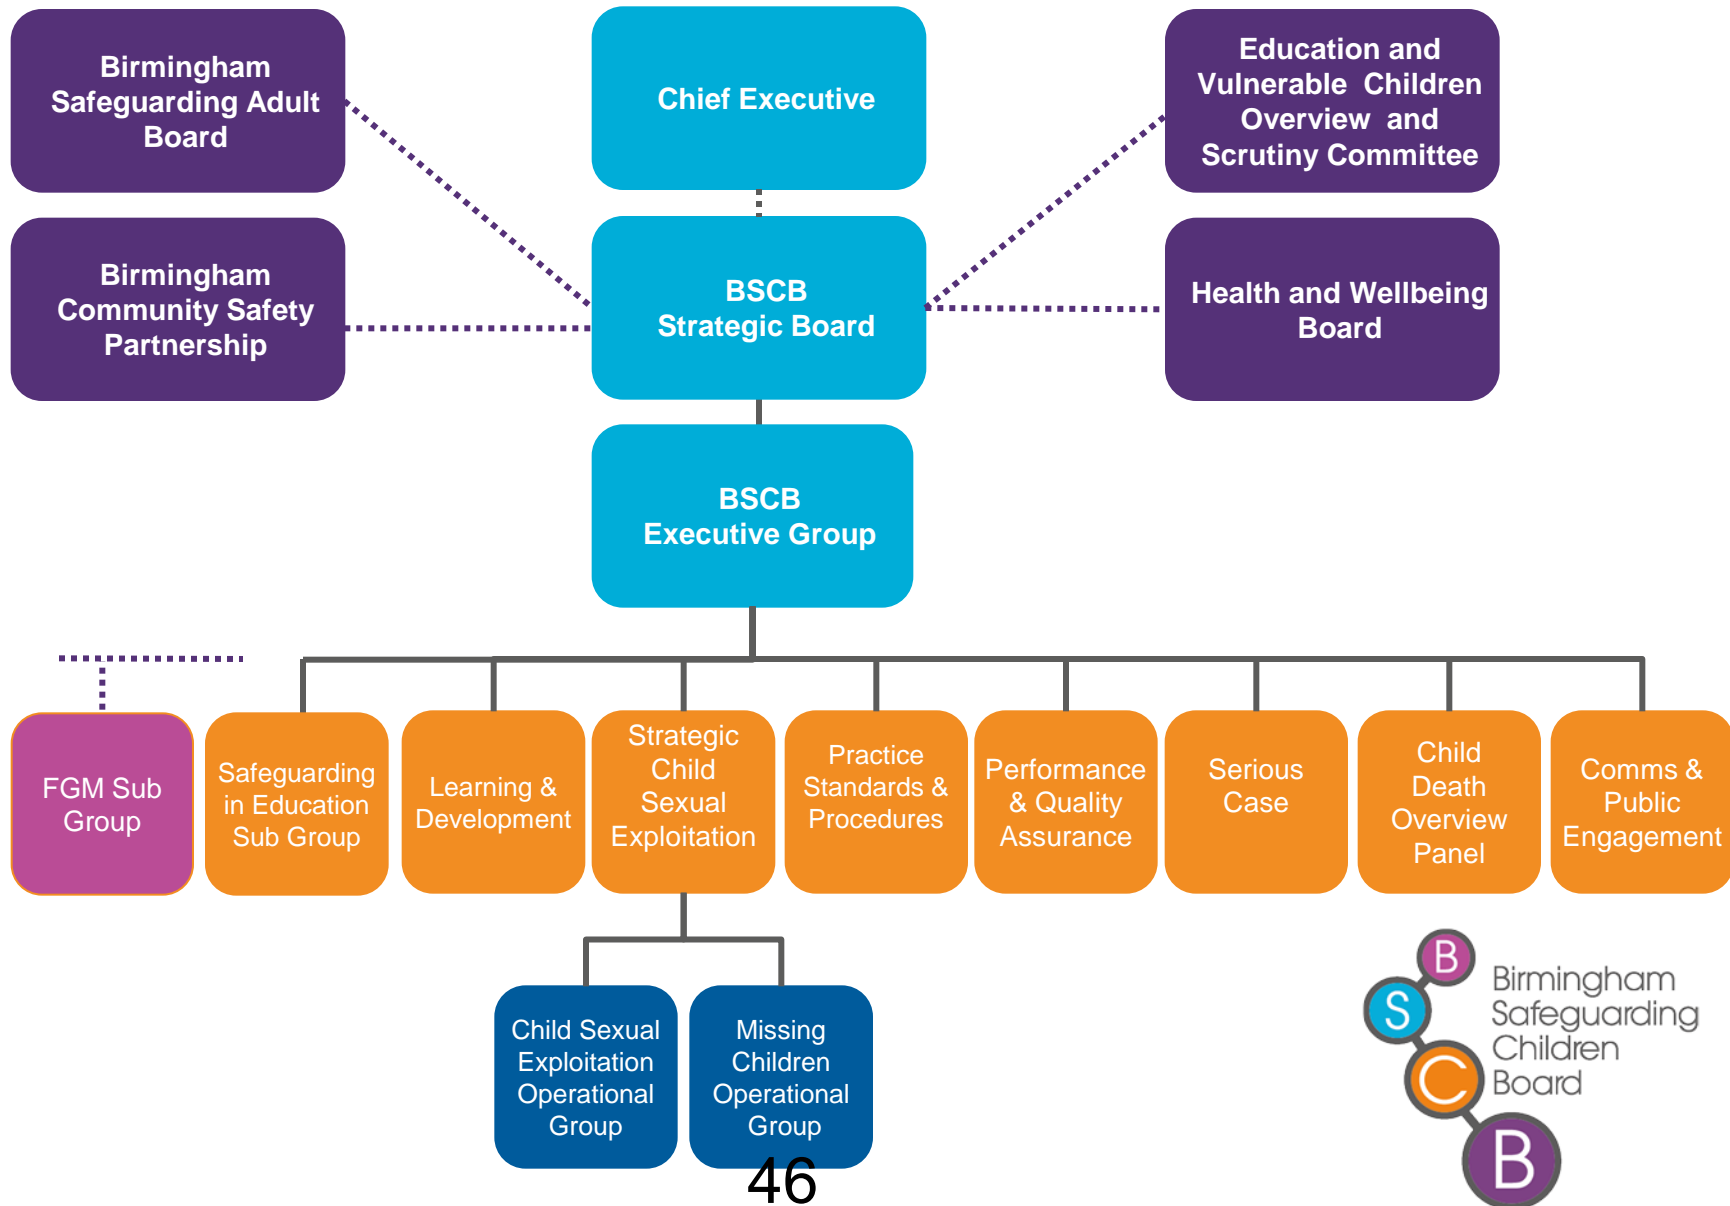 Birmingham
Safeguarding Adult
Board
Chief Executive
Education and
Vulnerable Children
Overview and
Scrutiny Committee
Birmingham
Community Safety
Partnership
BSCB
Strategic Board
Health and Wellbeing
Board
BSCB
Executive Group
FGM Sub
Group
Safeguarding
in Education
Sub Group
Learning &
Development
Strategic
Child
Sexual
Exploitation
Practice
Standards &
Procedures
Performance
& Quality
Assurance
Serious
Case
Child
Death
Overview
Panel
Comms &
Public
Engagement
Child Sexual
Exploitation
Operational
Group
Missing
Children
Operational
Group
B
S
C
B
Birmingham
Safeguarding
Children
Board
46